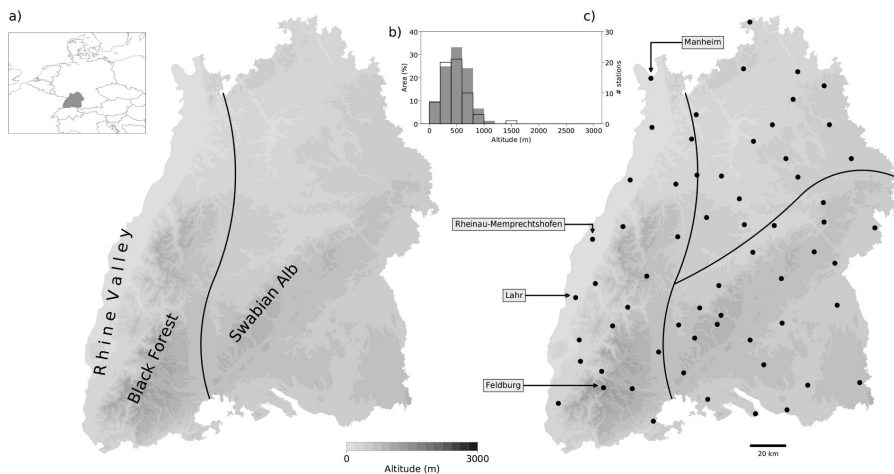 a)
b)
c)
40
30
20
10
0
Area (%)
30
20
10
0
# stations
0 500 1000 1500 2000 2500 3000
Altitude (m)
Manheim
Rheinau-Memprechtshofen
Lahr
Feldburg
Rhine Valley
Black Forest
Swabian Alb
0 3000
Altitude (m)
20 km